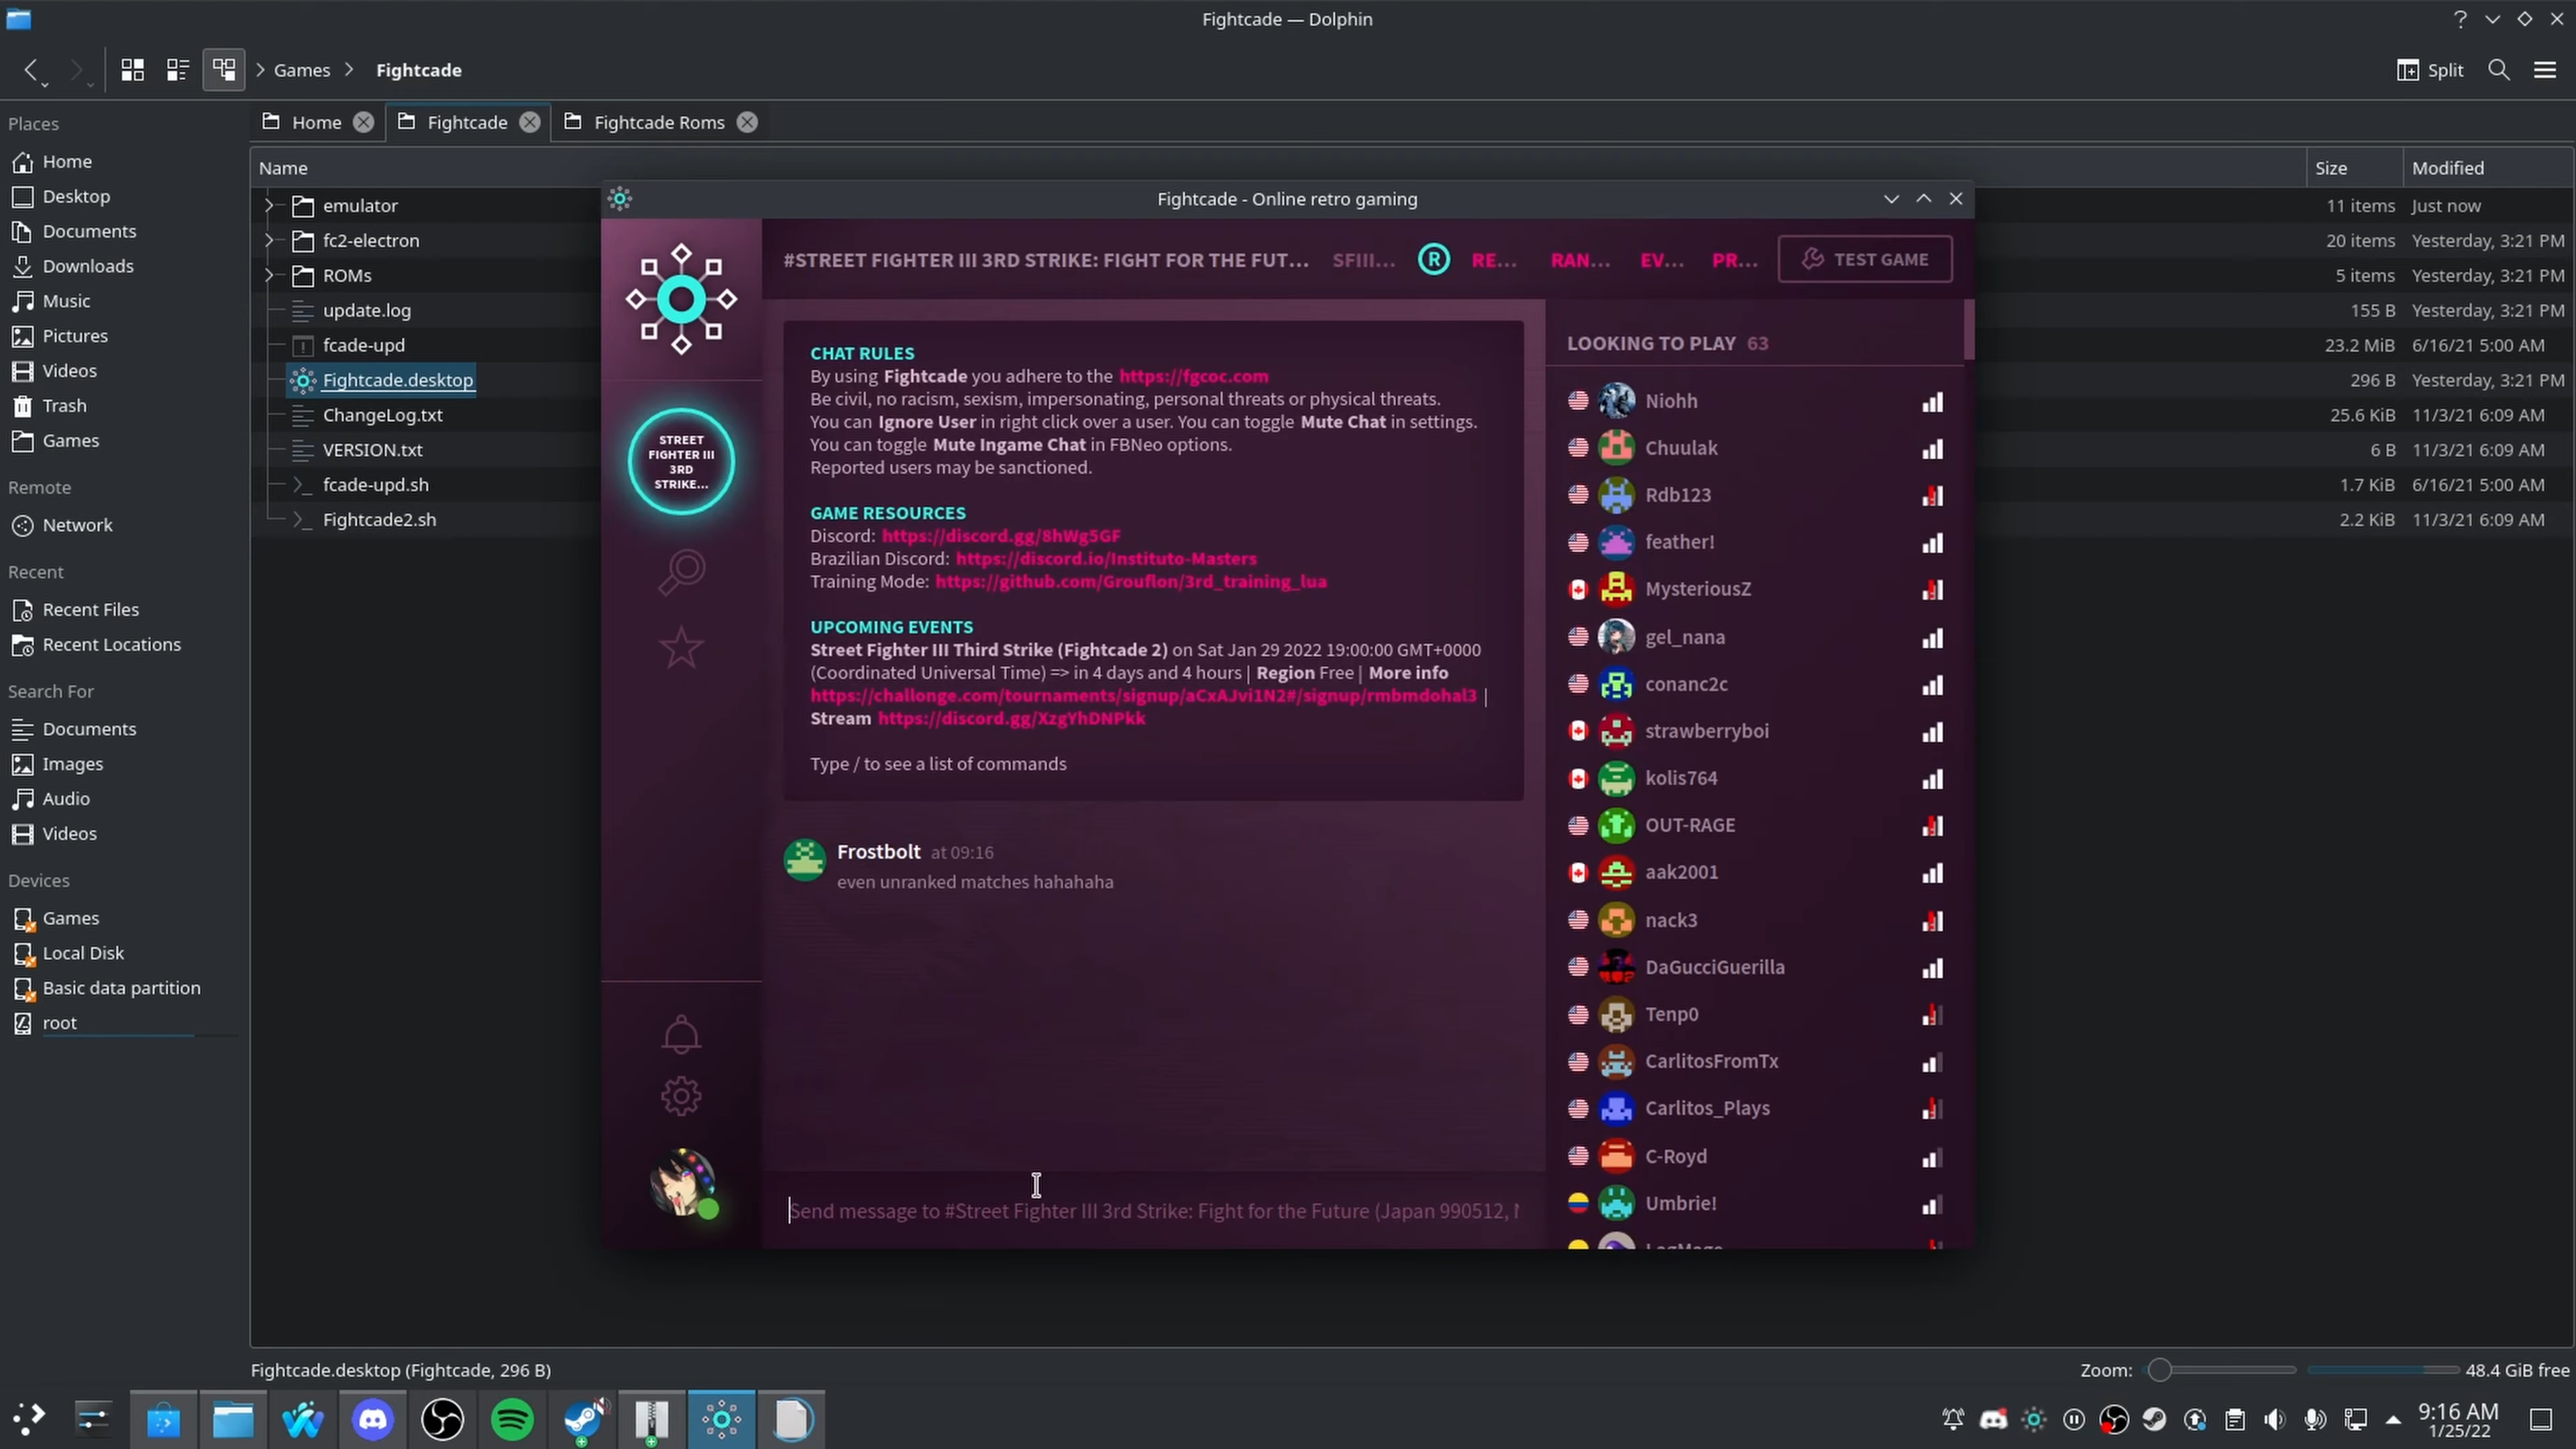 Fightcade — Dolphin
Games
Fightcade
Split
Places
Home
Desktop
Documents
Downloads
Music
Pictures
Videos
Trash
Games
Remote
Network
Recent
Recent Files
Recent Locations
Search For
Documents
Images
Audio
Videos
Devices
Games
Local Disk
Basic data partition
root
Home
Fightcade
Fightcade Roms
Name
Size
Modified
emulator
11 items Just now
fc2-electron
20 items Yesterday, 3:21 PM
ROMs
5 items Yesterday, 3:21 PM
update.log
155 B Yesterday, 3:21 PM
fcade-upd
23.2 MiB 6/16/21 5:00 AM
Fightcade.desktop
296 B Yesterday, 3:21 PM
ChangeLog.txt
25.6 KiB 11/3/21 6:09 AM
VERSION.txt
6 B 11/3/21 6:09 AM
fcade-upd.sh
1.7 KiB 6/16/21 5:00 AM
Fightcade2.sh
2.2 KiB 11/3/21 6:09 AM
Fightcade - Online retro gaming
#STREET FIGHTER III 3RD STRIKE: FIGHT FOR THE FUT... SFIII... R RE... RAN... EV... PR... TEST GAME
STREET
FIGHTER III
3RD
STRIKE...
CHAT RULES
By using Fightcade you adhere to the https://fgcoc.com
Be civil, no racism, sexism, impersonating, personal threats or physical threats.
You can Ignore User in right click over a user. You can toggle Mute Chat in settings.
You can toggle Mute Ingame Chat in FBNeo options.
Reported users may be sanctioned.
GAME RESOURCES
Discord: https://discord.gg/8hWg5GF
Brazilian Discord: https://discord.io/Instituto-Masters
Training Mode: https://github.com/Grouflon/3rd_training_lua
UPCOMING EVENTS
Street Fighter III Third Strike (Fightcade 2) on Sat Jan 29 2022 19:00:00 GMT+0000
(Coordinated Universal Time) => in 4 days and 4 hours | Region Free | More info
https://challonge.com/tournaments/signup/aCxAJvi1N2#/signup/rmbmdohal3 |
Stream https://discord.gg/XzgYhDNPkk
Type / to see a list of commands
Frostbolt at 09:16
even unranked matches hahahaha
Send message to #Street Fighter III 3rd Strike: Fight for the Future (Japan 990512,
LOOKING TO PLAY 63
Niohh
Chuulak
Rdb123
feather!
MysteriousZ
gel_nana
conanc2c
strawberryboi
kolis764
OUT-RAGE
aak2001
nack3
DaGucciGuerilla
Tenp0
CarlitosFromTx
Carlitos_Plays
C-Royd
Umbrie!
Fightcade.desktop (Fightcade, 296 B)
Zoom:
48.4 GiB free
9:16 AM
1/25/22